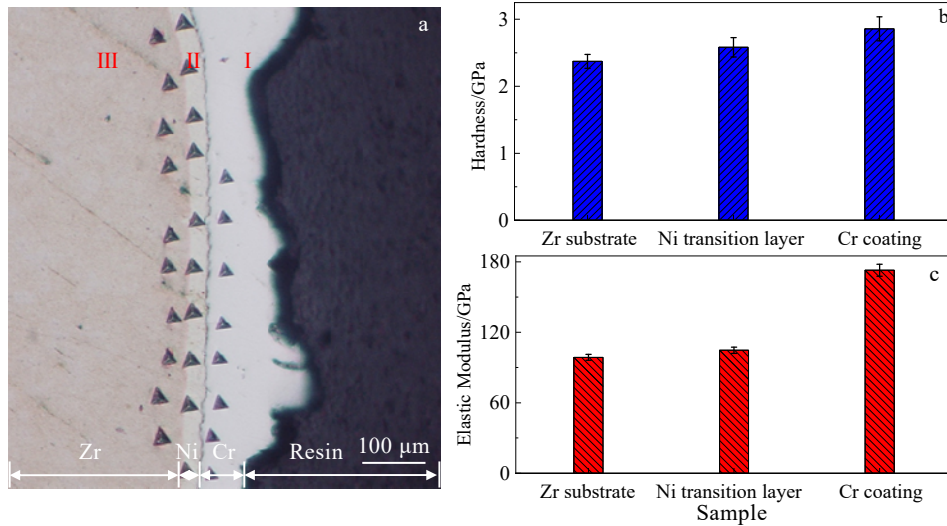 a
III II I
Zr Ni Cr Resin 100 µm
b
Hardness/GPa
3
2
1
0
Zr substrate Ni transition layer Cr coating
c
Elastic Modulus/GPa
180
120
60
0
Zr substrate Ni transition layer Cr coating
Sample